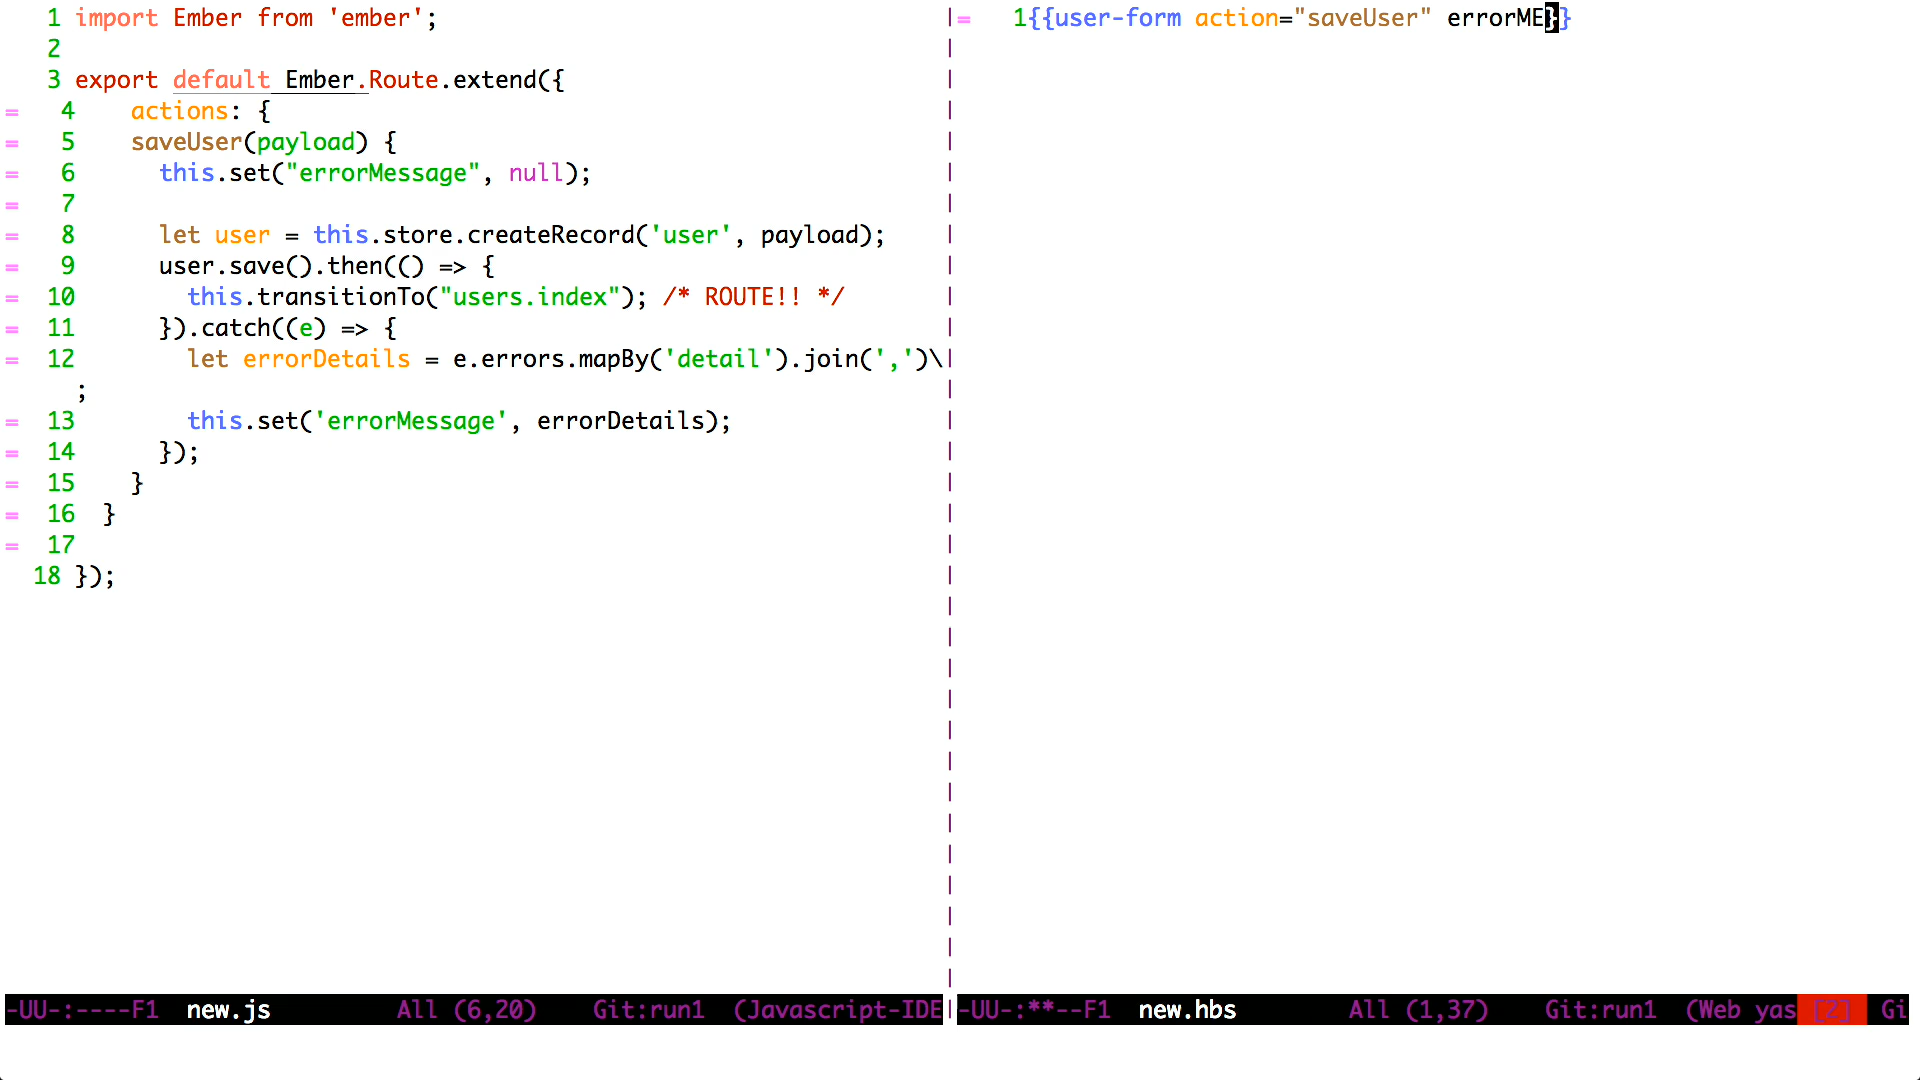 1 import Ember from 'ember';
2
3 export default Ember.Route.extend({
= 4 actions: {
= 5 saveUser(payload) {
= 6 this.set("errorMessage", null);
= 7
= 8 let user = this.store.createRecord('user', payload);
= 9 user.save().then(() => {
= 10 this.transitionTo("users.index"); /* ROUTE!! */
= 11 }).catch((e) => {
= 12 let errorDetails = e.errors.mapBy('detail').join(',')\
;
= 13 this.set('errorMessage', errorDetails);
= 14 });
= 15 }
= 16 }
= 17
18 });
-UU-:----F1 new.js All (6,20) Git:run1 (Javascript-IDE
= 1{{user-form action="saveUser" errorME}}
-UU-:**--F1 new.hbs All (1,37) Git:run1 (Web yas [2] Gi